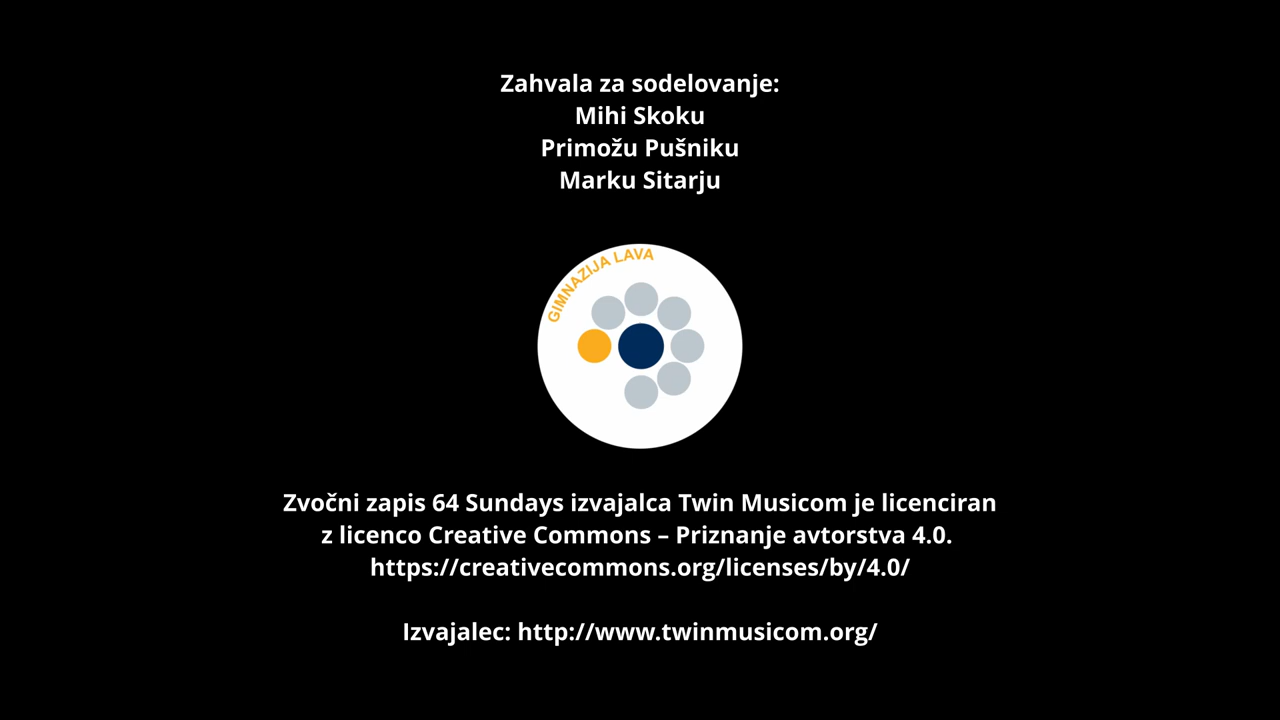 Zahvala za sodelovanje:
Mihi Skoku
Primožu Pušniku
Marku Sitarju
GIMNAZIJA LAVA
Zvočni zapis 64 Sundays izvajalca Twin Musicom je licenciran
z licenco Creative Commons – Priznanje avtorstva 4.0.
https://creativecommons.org/licenses/by/4.0/
Izvajalec: http://www.twinmusicom.org/